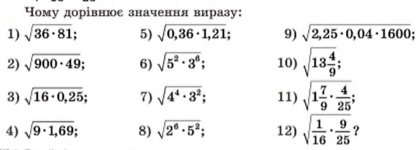 Чому дорівнює значення виразу:
1) √(36·81); 5) √(0,36·1,21); 9) √(2,25·0,04·1600;
2) √(900·49); 6) √(5²·3⁶); 10) √(13 4/9);
3) √(16·0,25); 7) √(4⁴·3²); 11) √(1 7/9 · 4/25);
4) √(9·1,69); 8) √(2⁶·5²); 12) √(1/16 · 9/25)?